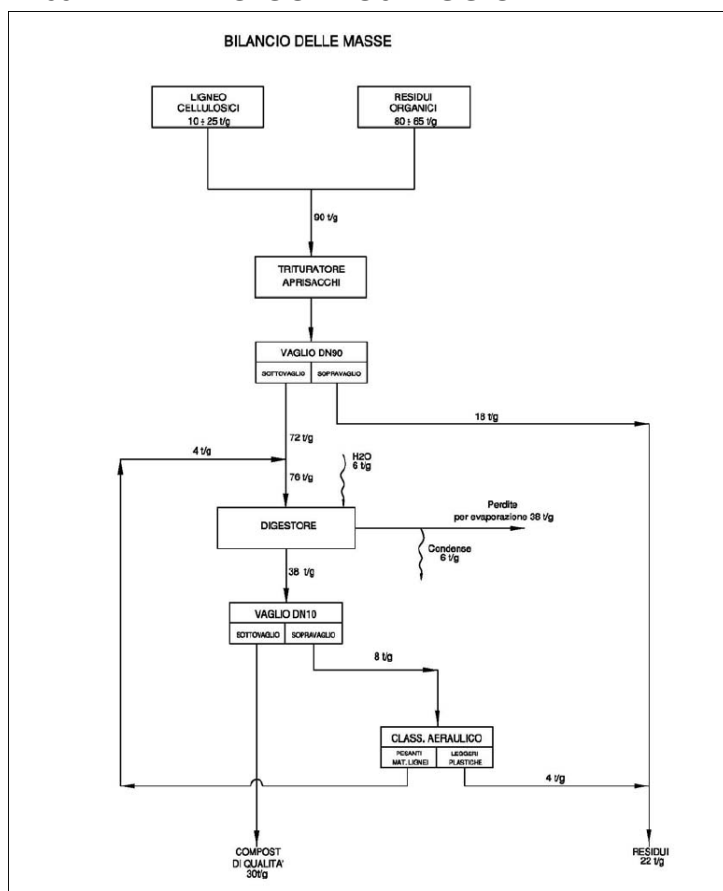 BILANCIO DELLE MASSE
LIGNEO
CELLULOSICI
10 ÷ 25 t/g
RESIDUI
ORGANICI
80 ÷ 65 t/g
90 t/g
TRITURATORE
APRISACCHI
VAGLIO DN90
SOTTOVAGLIO
SOPRAVAGLIO
18 t/g
72 t/g
4 t/g
H2O
6 t/g
76 t/g
DIGESTORE
Perdite
per evaporazione 38 t/g
Condense
6 t/g
38 t/g
VAGLIO DN10
SOTTOVAGLIO
SOPRAVAGLIO
8 t/g
CLASS. AERAULICO
PESANTI
MAT. LIGNEI
LEGGERI
PLASTICHE
4 t/g
COMPOST
DI QUALITA'
30t/g
RESIDUI
22 t/g